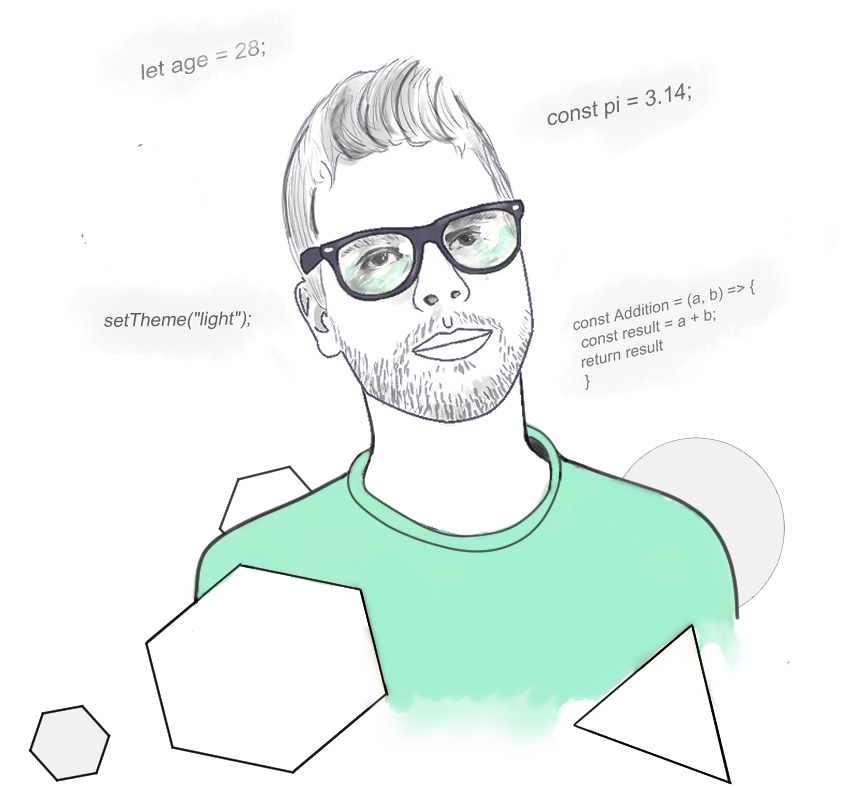 let age = 28;
const pi = 3.14;
setTheme("light");
const Addition = (a, b) => {
const result = a + b;
return result
}